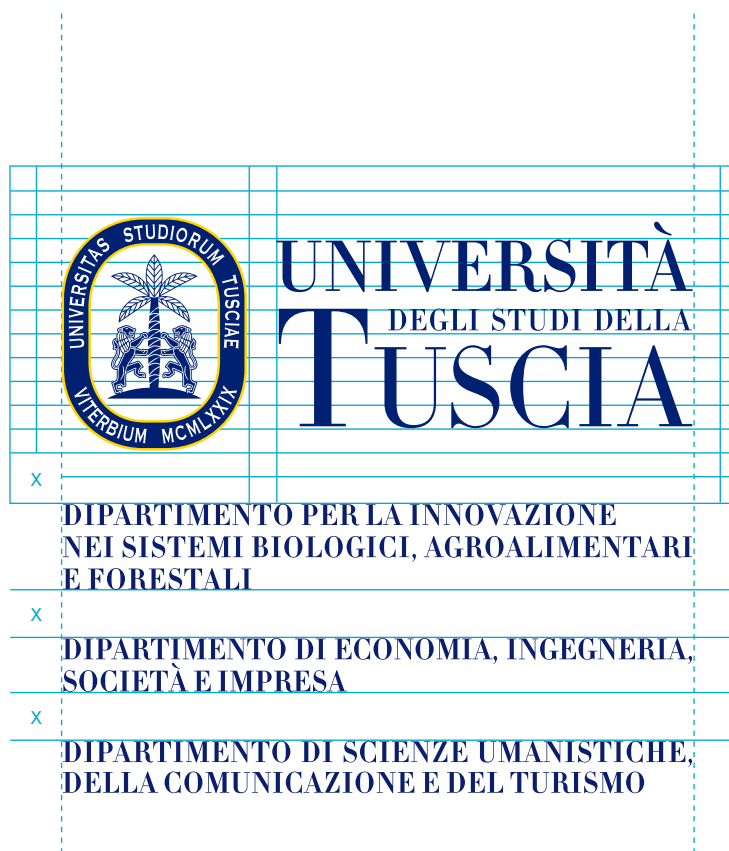 UNIVERSITAS STUDIORUM TUSCIAE
VITERBIUM MCMLXXIX
UNIVERSITÀ
DEGLI STUDI DELLA
TUSCIA
X
DIPARTIMENTO PER LA INNOVAZIONE
NEI SISTEMI BIOLOGICI, AGROALIMENTARI
E FORESTALI
X
DIPARTIMENTO DI ECONOMIA, INGEGNERIA,
SOCIETÀ E IMPRESA
X
DIPARTIMENTO DI SCIENZE UMANISTICHE,
DELLA COMUNICAZIONE E DEL TURISMO